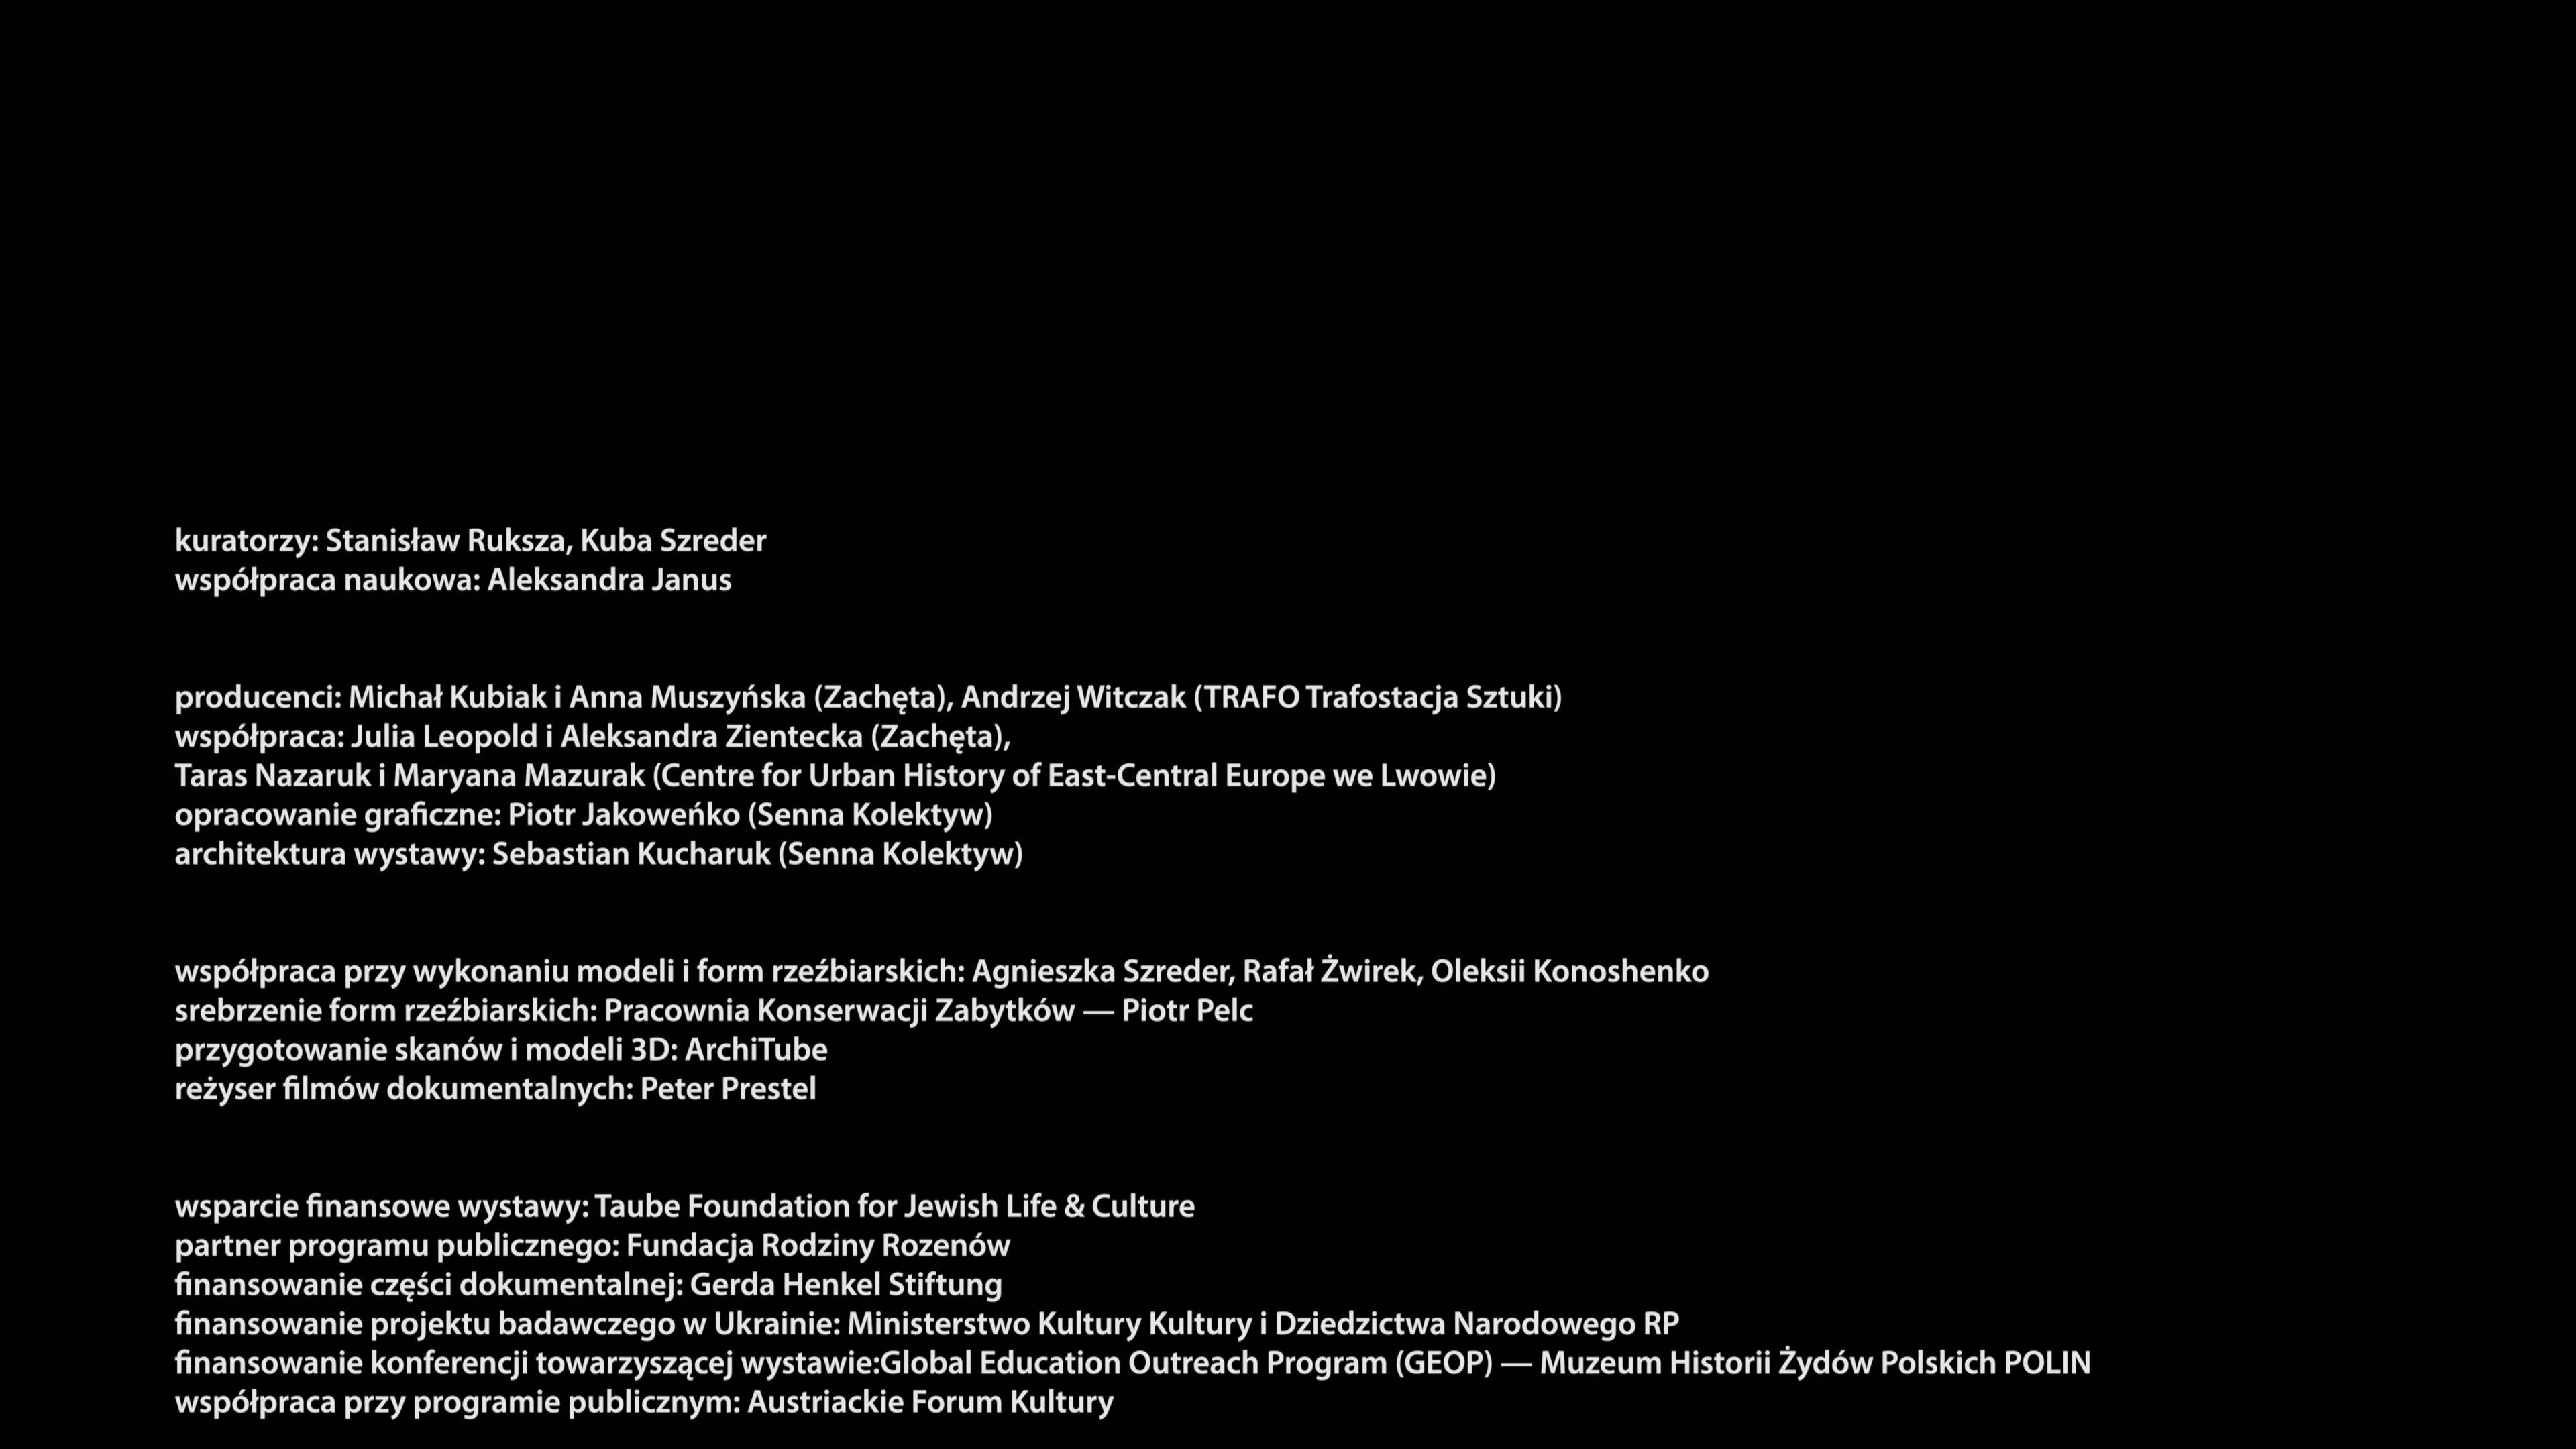 kuratorzy: Stanisław Ruksza, Kuba Szreder
współpraca naukowa: Aleksandra Janus
producenci: Michał Kubiak i Anna Muszyńska (Zachęta), Andrzej Witczak (TRAFO Trafostacja Sztuki)
współpraca: Julia Leopold i Aleksandra Zientecka (Zachęta),
Taras Nazaruk i Maryana Mazurak (Centre for Urban History of East-Central Europe we Lwowie)
opracowanie graficzne: Piotr Jakoweńko (Senna Kolektyw)
architektura wystawy: Sebastian Kucharuk (Senna Kolektyw)
współpraca przy wykonaniu modeli i form rzeźbiarskich: Agnieszka Szreder, Rafał Żwirek, Oleksii Konoshenko
srebrzenie form rzeźbiarskich: Pracownia Konserwacji Zabytków — Piotr Pelc
przygotowanie skanów i modeli 3D: ArchiTube
reżyser filmów dokumentalnych: Peter Prestel
wsparcie finansowe wystawy: Taube Foundation for Jewish Life & Culture
partner programu publicznego: Fundacja Rodziny Rozenów
finansowanie części dokumentalnej: Gerda Henkel Stiftung
finansowanie projektu badawczego w Ukrainie: Ministerstwo Kultury Kultury i Dziedzictwa Narodowego RP
finansowanie konferencji towarzyszącej wystawie:Global Education Outreach Program (GEOP) — Muzeum Historii Żydów Polskich POLIN
współpraca przy programie publicznym: Austriackie Forum Kultury